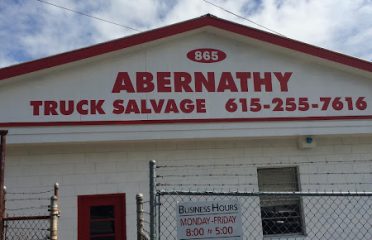 865
ABERNATHY
TRUCK SALVAGE 615-255-7616
BUSINESS HOURS
MONDAY-FRIDAY
8:00 TO 5:00